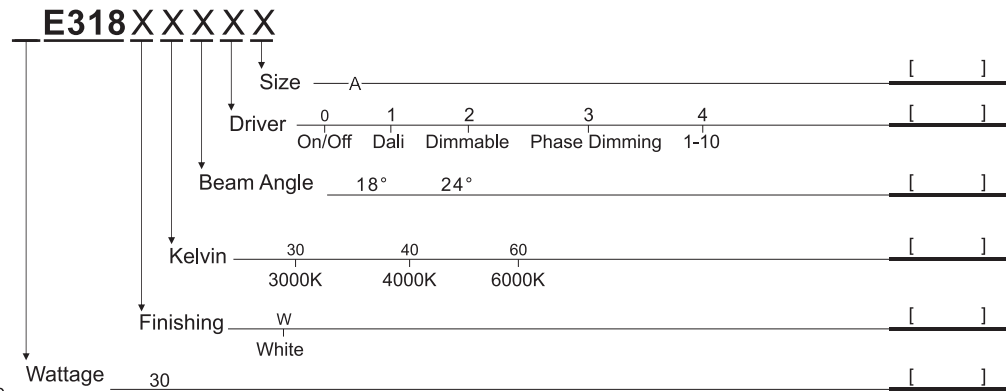 _E318XXXXX
Size A [ ]
Driver 0 1 2 3 4 [ ]
On/Off Dali Dimmable Phase Dimming 1-10
Beam Angle 18° 24° [ ]
Kelvin 30 40 60 [ ]
3000K 4000K 6000K
Finishing W [ ]
White
Wattage 30 [ ]